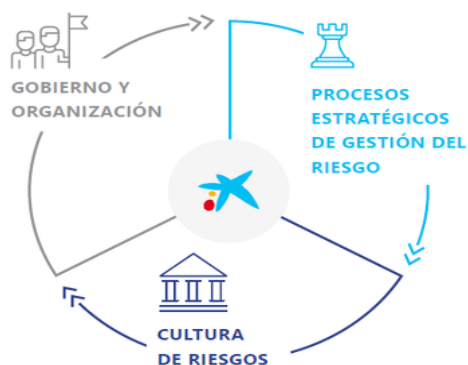 GOBIERNO Y
ORGANIZACIÓN
PROCESOS
ESTRATÉGICOS
DE GESTIÓN DEL
RIESGO
CULTURA
DE RIESGOS